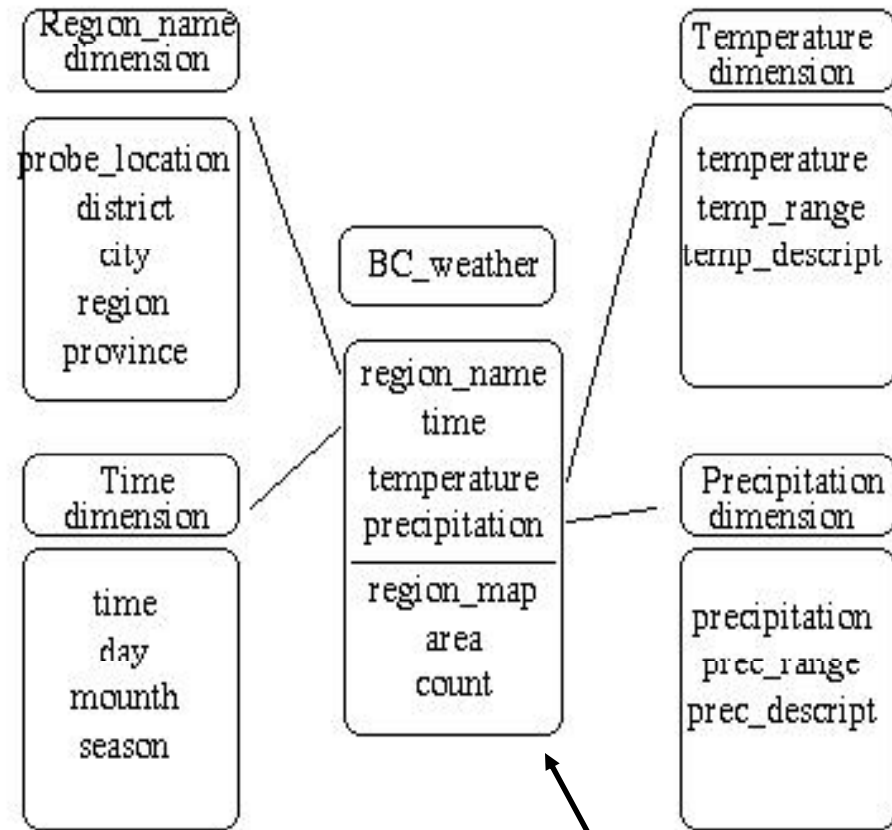 Region_name
dimension
probe_location
district
city
region
province
Time
dimension
time
day
mounth
season
BC_weather
region_name
time
temperature
precipitation
region_map
area
count
Temperature
dimension
temperature
temp_range
temp_descript
Precipitation
dimension
precipitation
prec_range
prec_descript